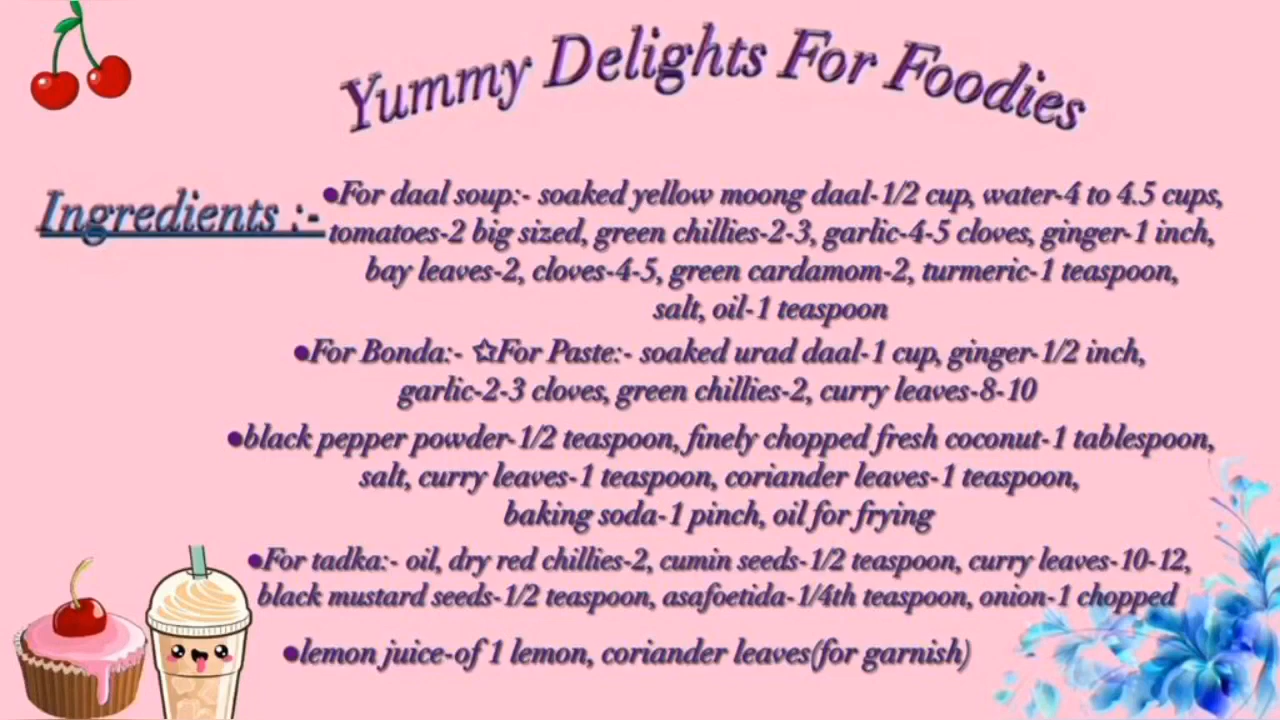 Yummy Delights For Foodies
Ingredients :-
●For daal soup:- soaked yellow moong daal-1/2 cup, water-4 to 4.5 cups,
tomatoes-2 big sized, green chillies-2-3, garlic-4-5 cloves, ginger-1 inch,
bay leaves-2, cloves-4-5, green cardamom-2, turmeric-1 teaspoon,
salt, oil-1 teaspoon
●For Bonda:- ☆For Paste:- soaked urad daal-1 cup, ginger-1/2 inch,
garlic-2-3 cloves, green chillies-2, curry leaves-8-10
●black pepper powder-1/2 teaspoon, finely chopped fresh coconut-1 tablespoon,
salt, curry leaves-1 teaspoon, coriander leaves-1 teaspoon,
baking soda-1 pinch, oil for frying
●For tadka:- oil, dry red chillies-2, cumin seeds-1/2 teaspoon, curry leaves-10-12,
black mustard seeds-1/2 teaspoon, asafoetida-1/4th teaspoon, onion-1 chopped
●lemon juice-of 1 lemon, coriander leaves(for garnish)